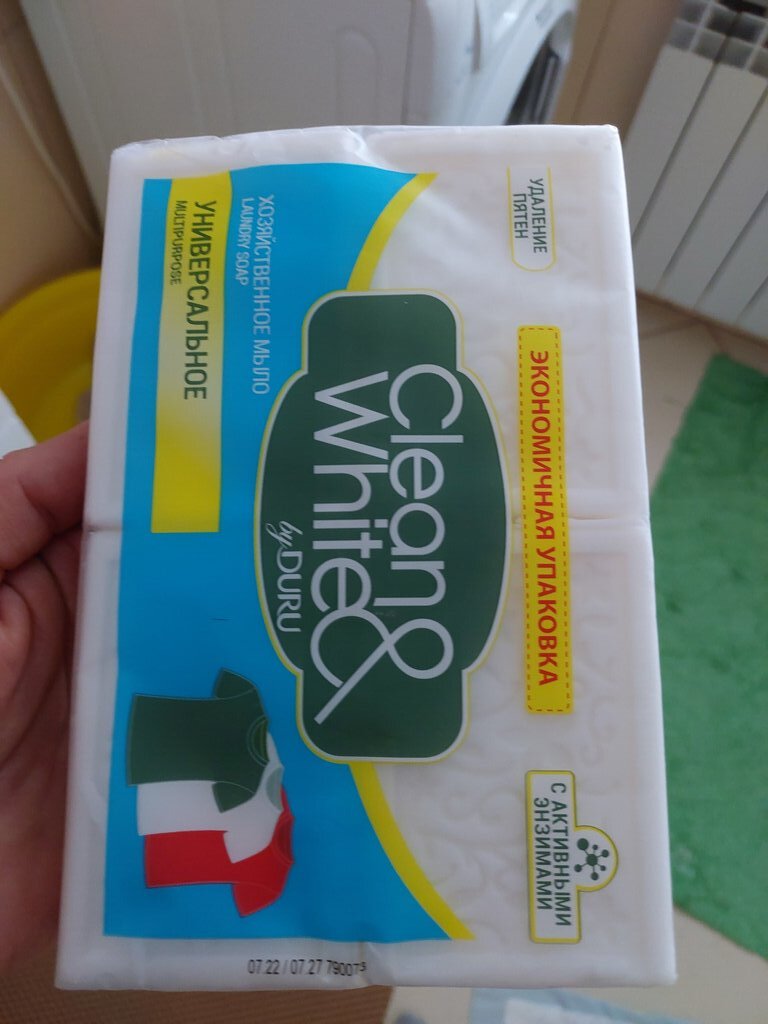 УДАЛЕНИЕ
ПЯТЕН
ЭКОНОМИЧНАЯ УПАКОВКА
С АКТИВНЫМИ
ЭНЗИМАМИ
Clean &
White
by DURU
ХОЗЯЙСТВЕННОЕ МЫЛО
LAUNDRY SOAP
УНИВЕРСАЛЬНОЕ
MULTIPURPOSE
07.22 / 07.27 79007S